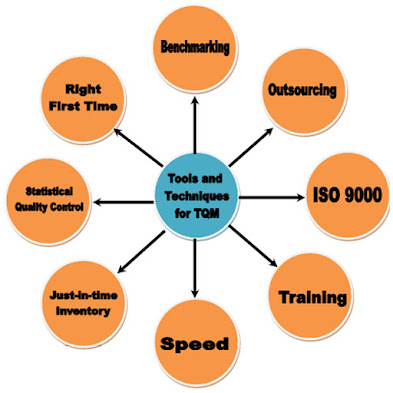 Benchmarking
Outsourcing
ISO 9000
Training
Speed
Just-in-time
Inventory
Statistical
Quality Control
Right
First Time
Tools and
Techniques
for TQM